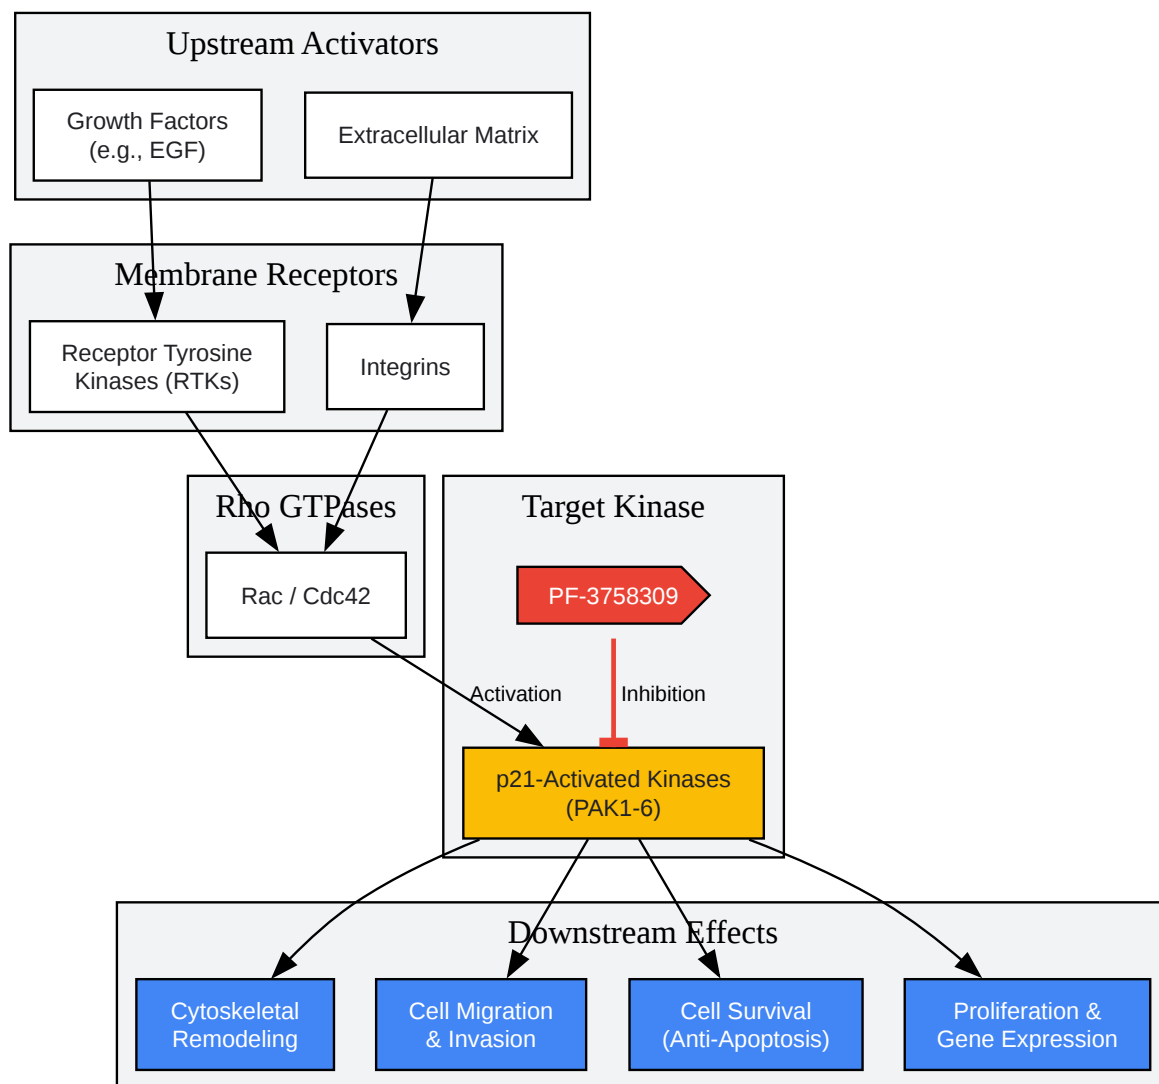 Upstream Activators
Growth Factors
(e.g., EGF)
Extracellular Matrix
Membrane Receptors
Receptor Tyrosine
Kinases (RTKs)
Integrins
Rho GTPases
Rac / Cdc42
Target Kinase
PF-3758309
Activation
Inhibition
p21-Activated Kinases
(PAK1-6)
Downstream Effects
Cytoskeletal
Remodeling
Cell Migration
& Invasion
Cell Survival
(Anti-Apoptosis)
Proliferation &
Gene Expression